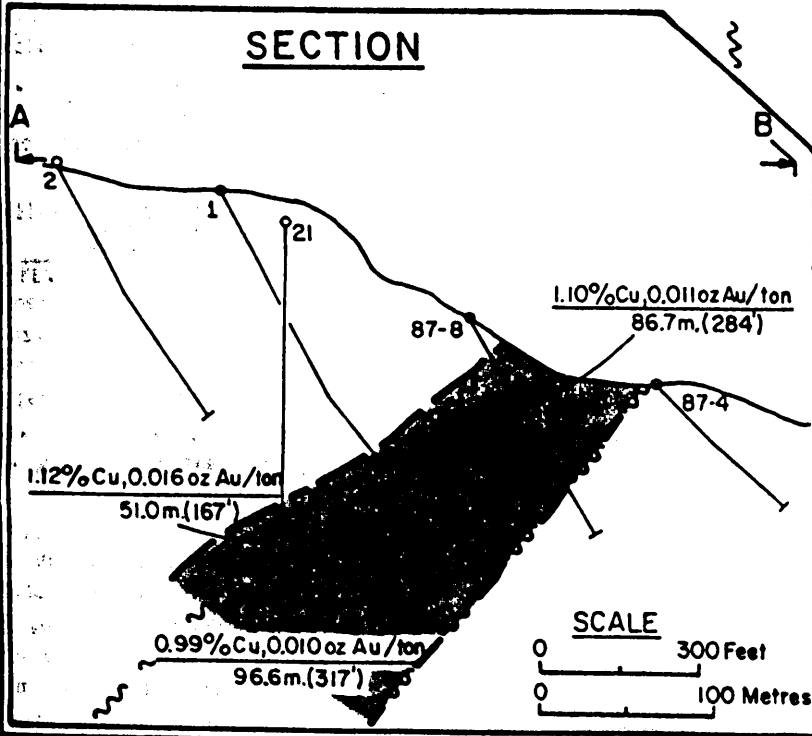 SECTION
A
B
2
1
21
87-8
1.10%Cu,0.011oz Au/ton
86.7m.(284')
87-4
1.12%Cu,0.016 oz Au/ton
51.0m.(167')
0.99%Cu,0.010 oz Au/ton
96.6m.(317')
SCALE
0 300 Feet
0 100 Metres